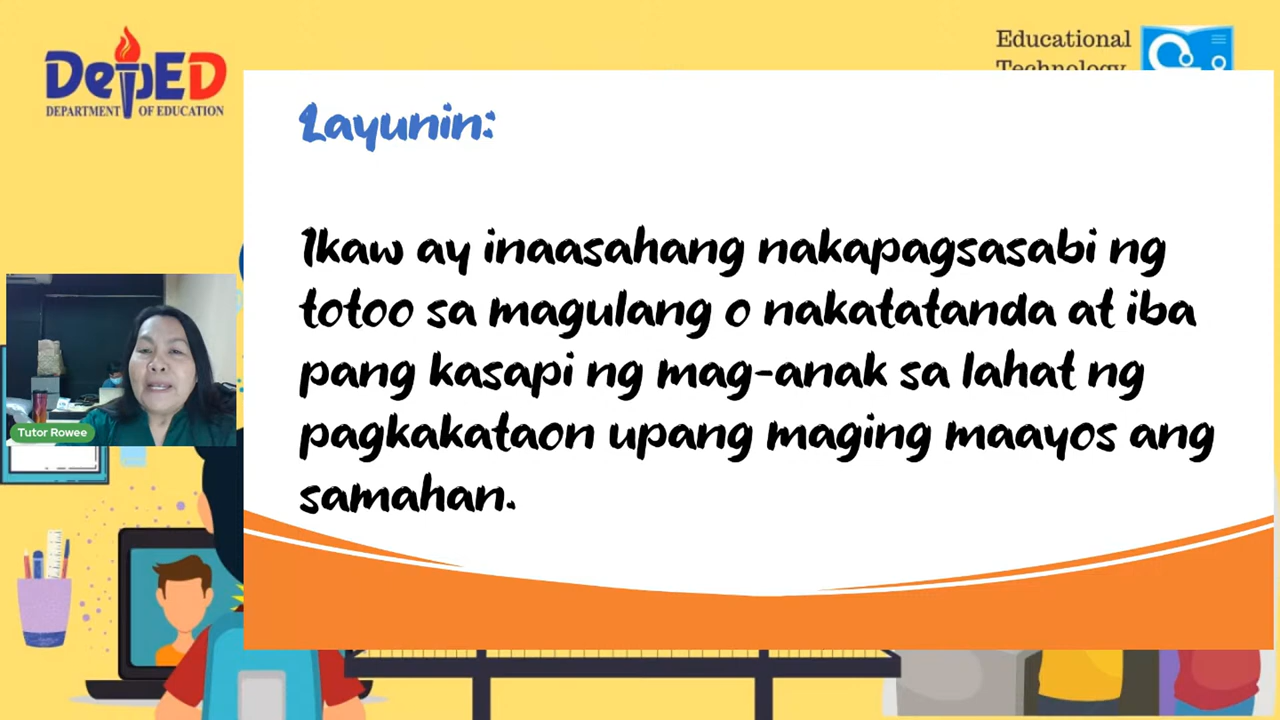 DepED
DEPARTMENT OF EDUCATION
Educational
Technology
Layunin:
Ikaw ay inaasahang nakapagsasabi ng
totoo sa magulang o nakatatanda at iba
pang kasapi ng mag-anak sa lahat ng
pagkakataon upang maging maayos ang
samahan.
Tutor Rowee